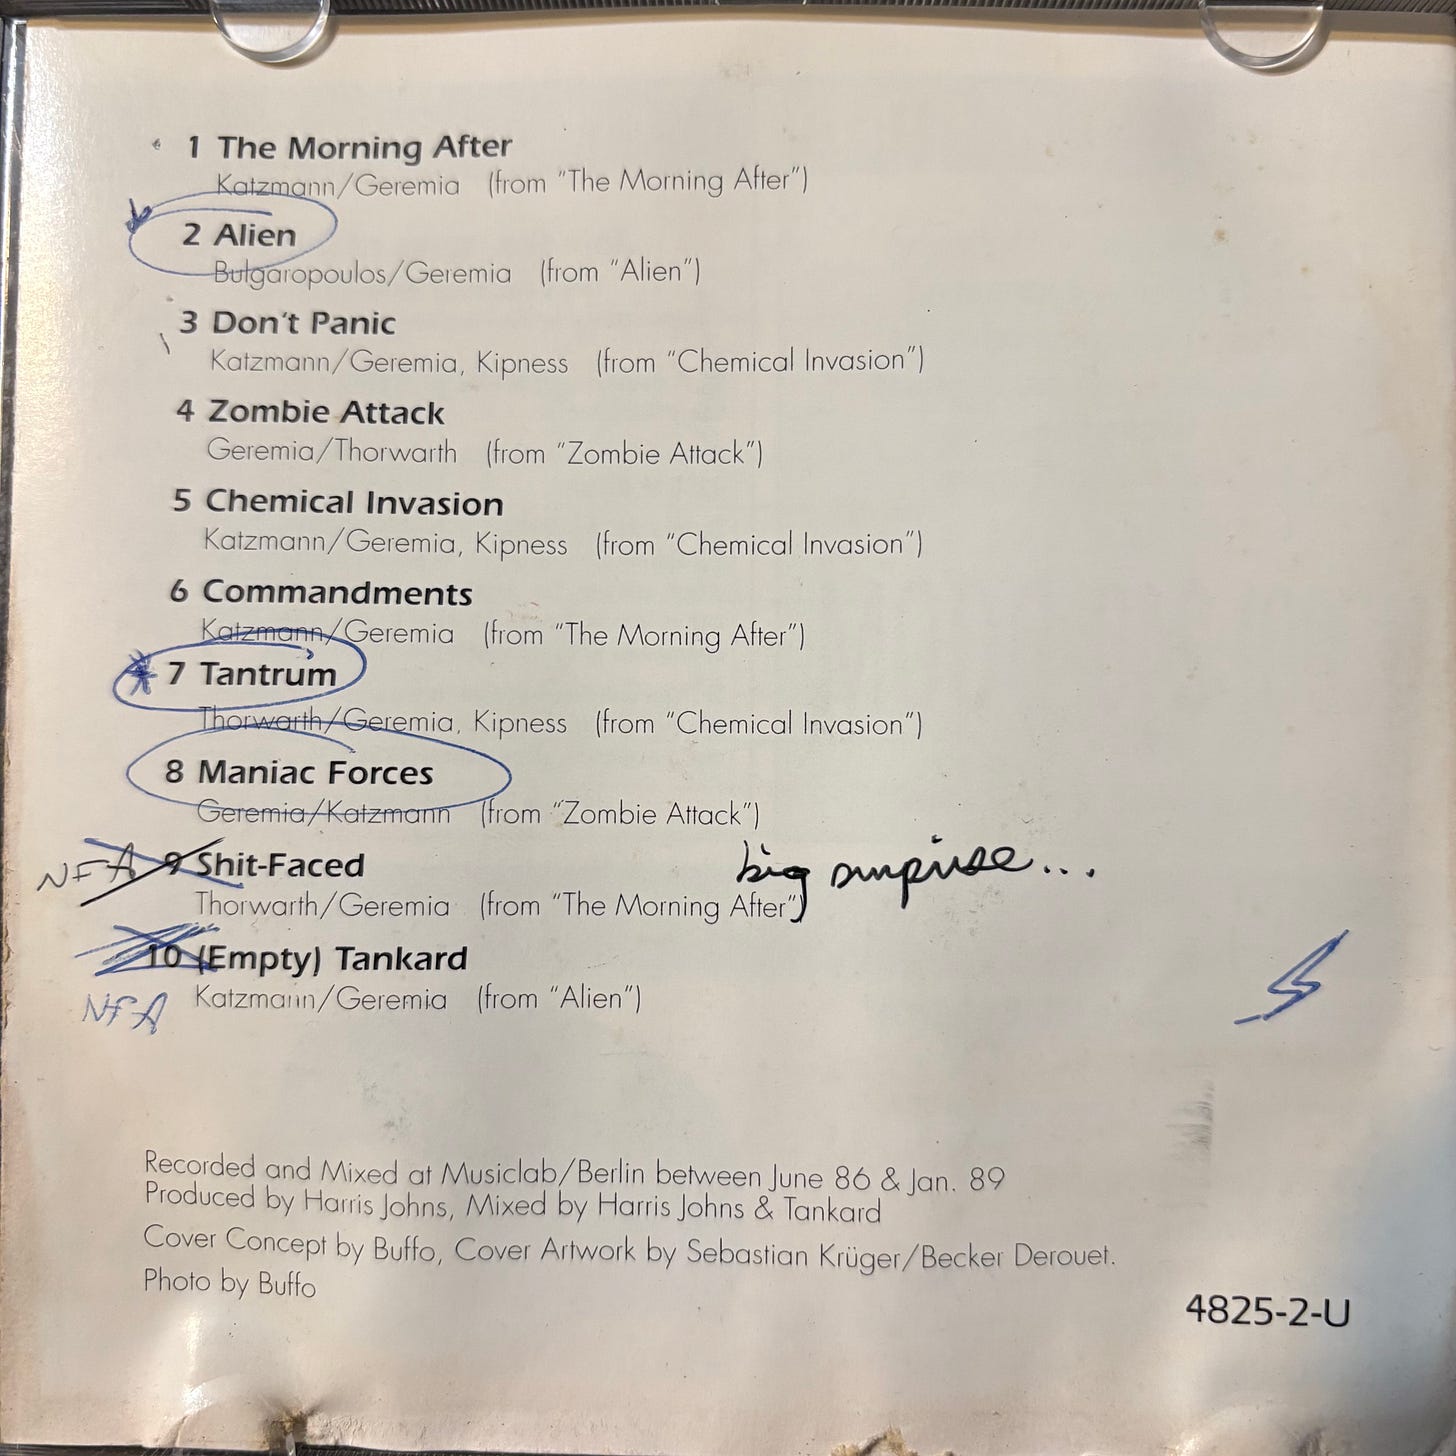 1 The Morning After
Katzmann/Geremia (from "The Morning After")
2 Alien
Bulgaropoulos/Geremia (from "Alien")
3 Don't Panic
Katzmann/Geremia, Kipness (from "Chemical Invasion")
4 Zombie Attack
Geremia/Thorwarth (from "Zombie Attack")
5 Chemical Invasion
Katzmann/Geremia, Kipness (from "Chemical Invasion")
6 Commandments
Katzmann/Geremia (from "The Morning After")
* 7 Tantrum
Thorwarth/Geremia, Kipness (from "Chemical Invasion")
8 Maniac Forces
Geremia/Katzmann (from "Zombie Attack")
NFA 9 Shit-Faced big surprise...
Thorwarth/Geremia (from "The Morning After")
10 (Empty) Tankard
NFA Katzmann/Geremia (from "Alien")
Recorded and Mixed at Musiclab/Berlin between June 86 & Jan. 89
Produced by Harris Johns, Mixed by Harris Johns & Tankard
Cover Concept by Buffo, Cover Artwork by Sebastian Krüger/Becker Derouet.
Photo by Buffo
4825-2-U